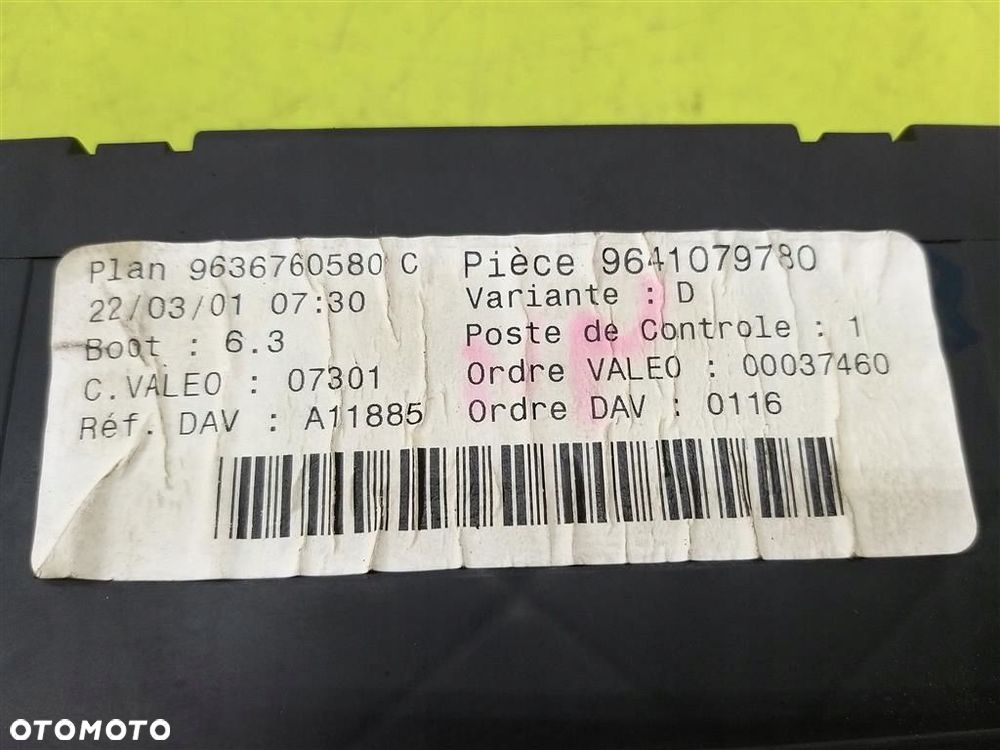 Plan 9636760580 C
22/03/01 07:30
Boot : 6.3
C.VALEO : 07301
Réf. DAV : A11885
Pièce 9641079780
Variante : D
Poste de Controle : 1
Ordre VALEO : 00037460
Ordre DAV : 0116
OTOMOTO